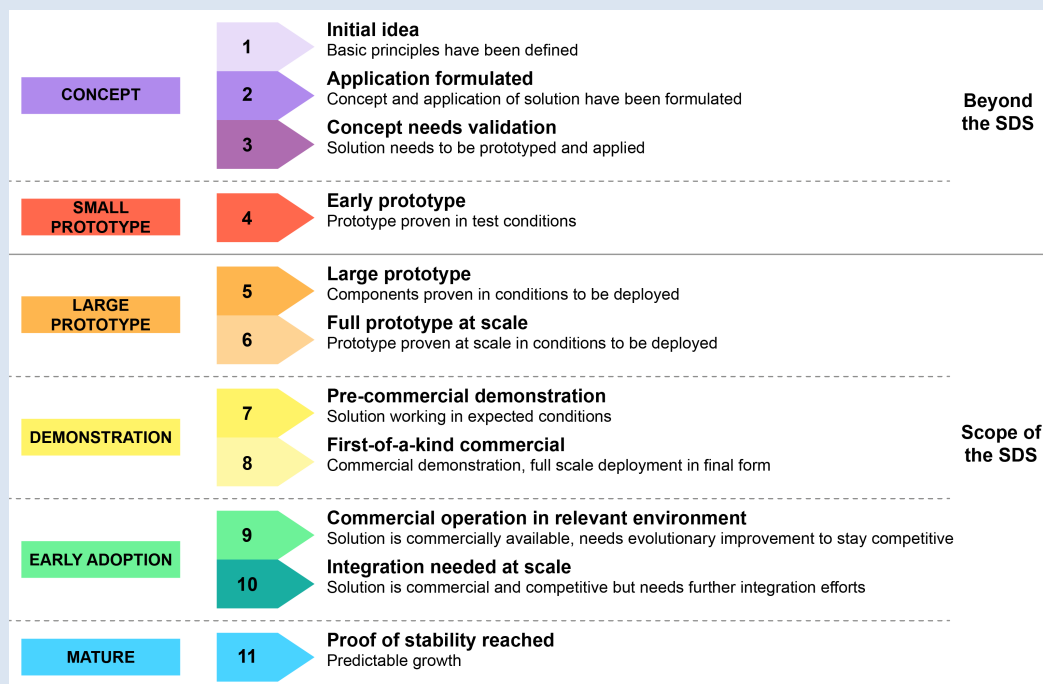 CONCEPT
1
Initial idea
Basic principles have been defined
2
Application formulated
Concept and application of solution have been formulated
3
Concept needs validation
Solution needs to be prototyped and applied
Beyond
the SDS
SMALL
PROTOTYPE
4
Early prototype
Prototype proven in test conditions
LARGE
PROTOTYPE
5
Large prototype
Components proven in conditions to be deployed
6
Full prototype at scale
Prototype proven at scale in conditions to be deployed
DEMONSTRATION
7
Pre-commercial demonstration
Solution working in expected conditions
8
First-of-a-kind commercial
Commercial demonstration, full scale deployment in final form
Scope of
the SDS
EARLY ADOPTION
9
Commercial operation in relevant environment
Solution is commercially available, needs evolutionary improvement to stay competitive
10
Integration needed at scale
Solution is commercial and competitive but needs further integration efforts
MATURE
11
Proof of stability reached
Predictable growth